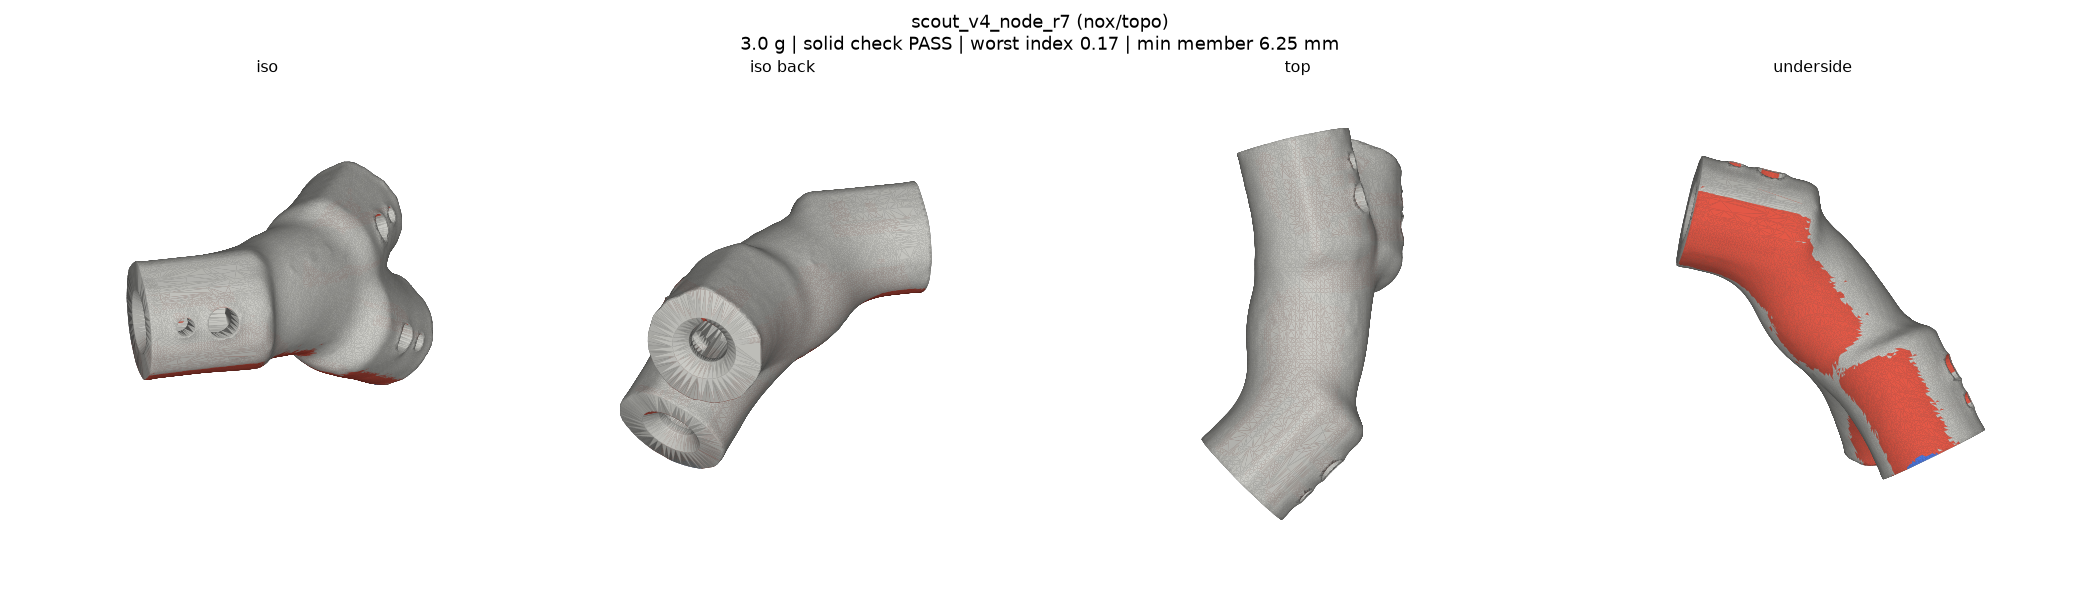 scout_v4_node_r7 (nox/topo)
3.0 g | solid check PASS | worst index 0.17 | min member 6.25 mm
iso
iso back
top
underside